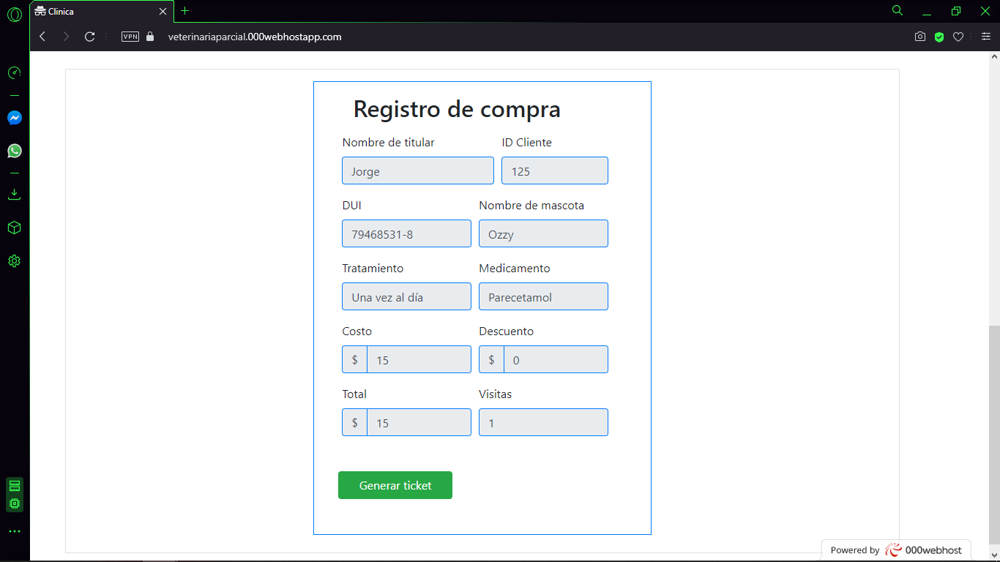 Clinica
VPN
veterinariaparcial.000webhostapp.com
Registro de compra
Nombre de titular ID Cliente
Jorge 125
DUI Nombre de mascota
79468531-8 Ozzy
Tratamiento Medicamento
Una vez al día Parecetamol
Costo Descuento
$ 15 $ 0
Total Visitas
$ 15 1
Generar ticket
Powered by 000webhost